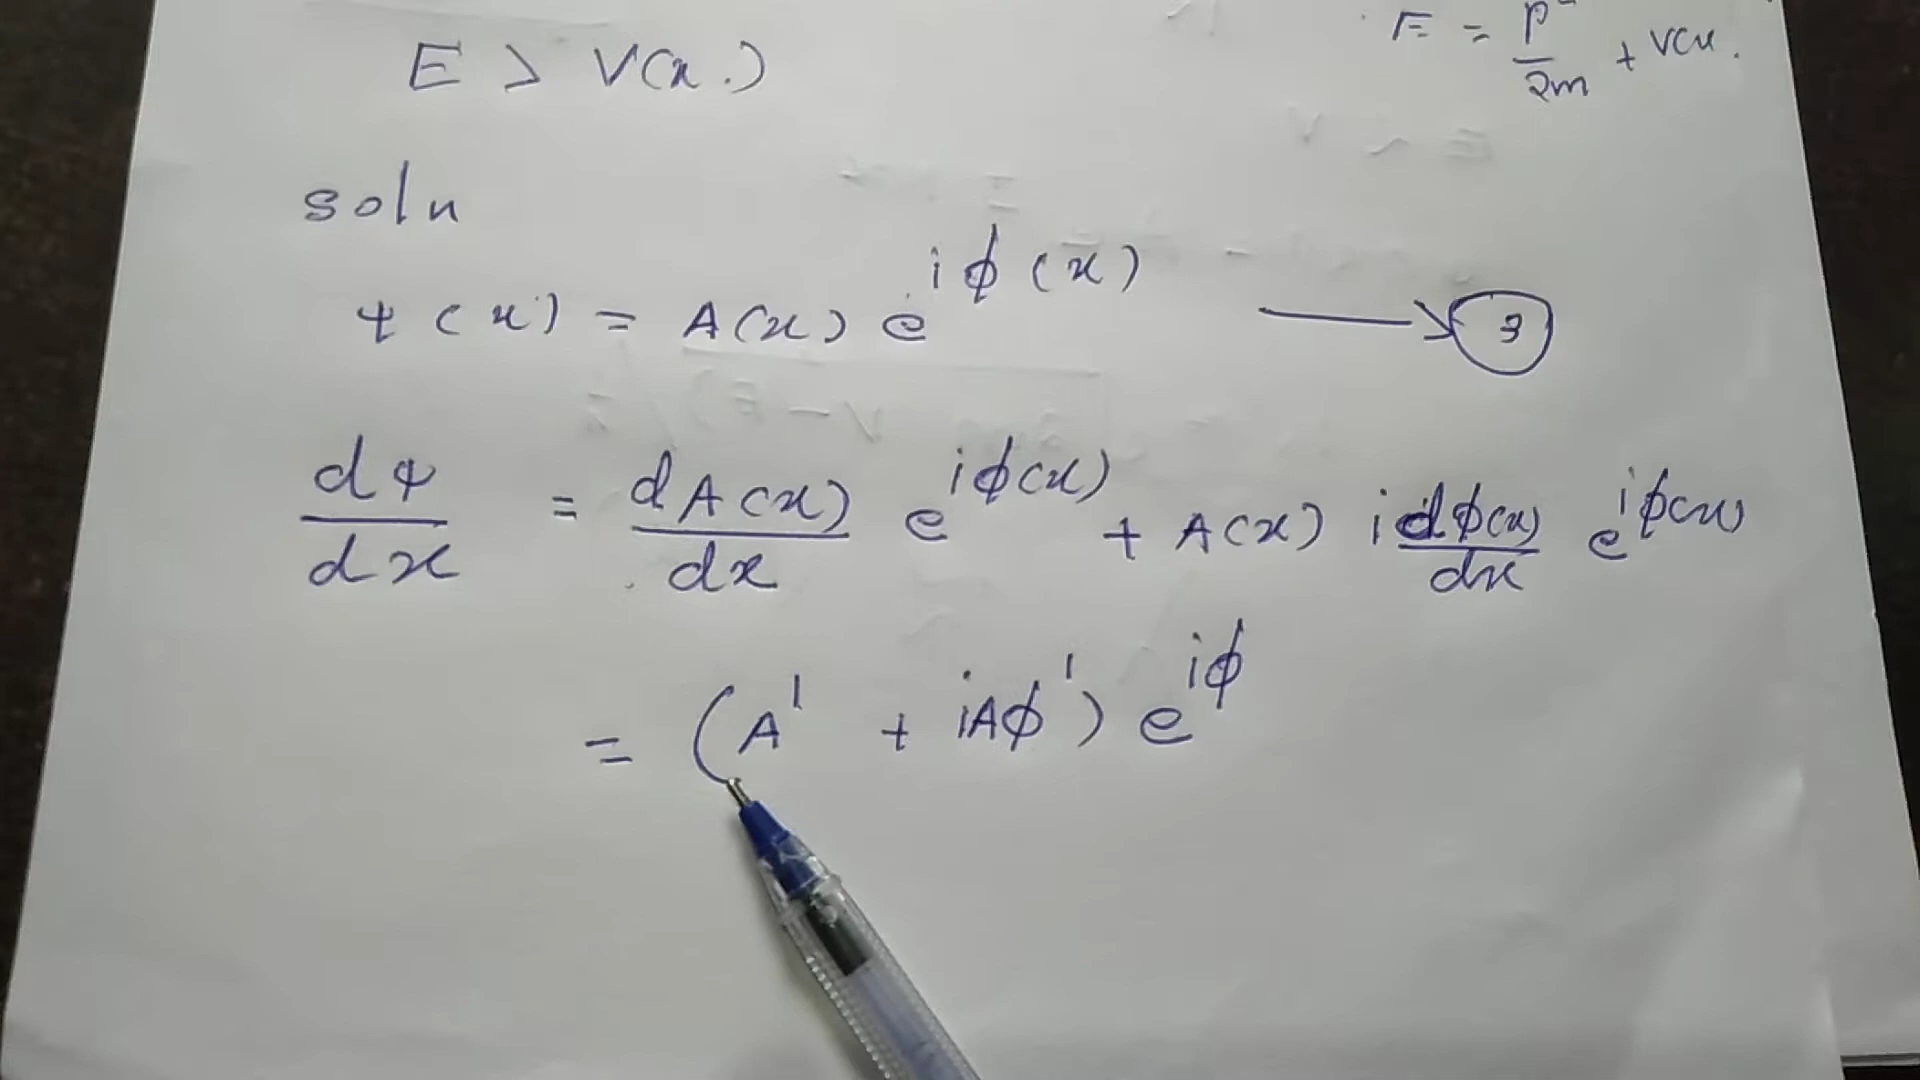 E = p²/2m + V(x).
E > V(x.)
soln
ψ(x) = A(x) e^{iϕ(x)} ⟶ 3
dψ/dx = dA(x)/dx e^{iϕ(x)} + A(x) i dϕ(x)/dx e^{iϕ(x)}
= (A' + iAϕ') e^{iϕ}